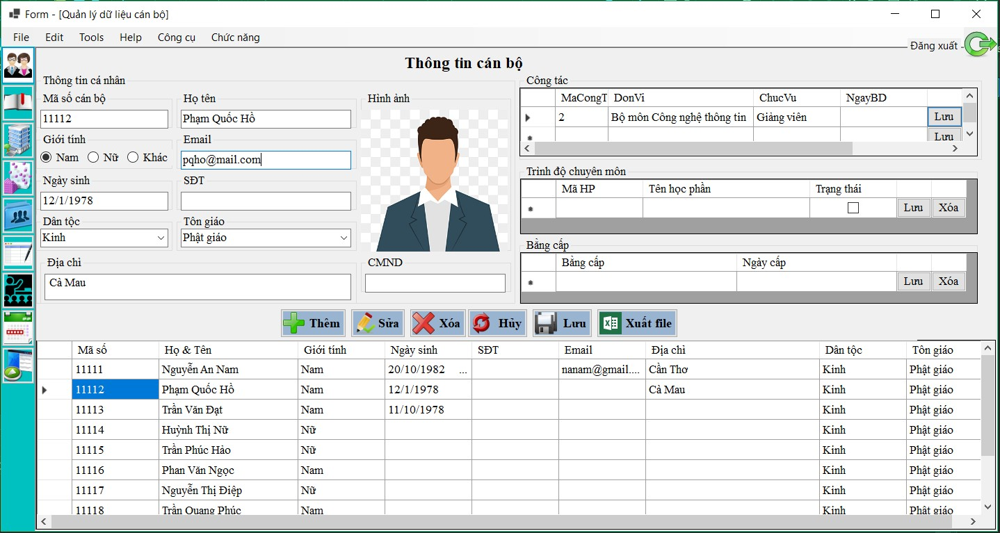 Form - [Quản lý dữ liệu cán bộ]
File Edit Tools Help Công cụ Chức năng
Đăng xuất
Thông tin cán bộ
Thông tin cá nhân
Mã số cán bộ
11112
Họ tên
Phạm Quốc Hồ
Giới tính
Nam Nữ Khác
Email
pqho@mail.com
Ngày sinh
12/1/1978
SĐT
Dân tộc
Kinh
Tôn giáo
Phật giáo
Địa chỉ
Cà Mau
Hình ảnh
CMND
Công tác
MaCongT DonVi ChucVu NgayBD
2 Bộ môn Công nghệ thông tin Giảng viên Lưu
Lưu
Trình độ chuyên môn
Mã HP Tên học phần Trạng thái
Lưu Xóa
Bằng cấp
Bằng cấp Ngày cấp
Lưu Xóa
Thêm Sửa Xóa Hủy Lưu Xuất file
Mã số Họ & Tên Giới tính Ngày sinh SĐT Email Địa chỉ Dân tộc Tôn giáo
11111 Nguyễn An Nam Nam 20/10/1982 ... nanam@gmail.... Cần Thơ Kinh Phật giáo
11112 Phạm Quốc Hồ Nam 12/1/1978 Cà Mau Kinh Phật giáo
11113 Trần Văn Đạt Nam 11/10/1978 Kinh Phật giáo
11114 Huỳnh Thị Nữ Nữ Kinh Phật giáo
11115 Trần Phúc Hảo Nữ Kinh Phật giáo
11116 Phan Văn Ngọc Nam Kinh Phật giáo
11117 Nguyễn Thị Điệp Nữ Kinh Phật giáo
11118 Trần Quang Phúc Nam Kinh Phật giáo